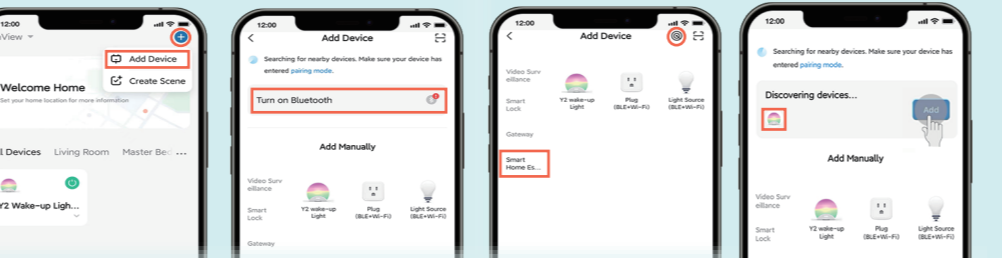 12:00
View
Add Device
Create Scene
Welcome Home
Set your home location for more information
l Devices Living Room Master Be ...
Y2 Wake-up Ligh...
12:00
Add Device
Searching for nearby devices. Make sure your device has
entered pairing mode.
Turn on Bluetooth
Add Manually
Video Surv
eillance
Smart
Lock
Gateway
Y2 wake-up
Light
Plug
(BLE+Wi-Fi)
Light Source
(BLE+Wi-Fi)
12:00
Add Device
Video Surv
eillance
Smart
Lock
Gateway
Smart
Home Es...
Y2 wake-up
Light
Plug
(BLE+Wi-Fi)
Light Source
(BLE+Wi-Fi)
12:00
Add Device
Searching for nearby devices. Make sure your device has
entered pairing mode.
Discovering devices...
Add
Add Manually
Video Surv
eillance
Smart
Lock
Y2 wake-up
Light
Plug
(BLE+Wi-Fi)
Light Source
(BLE+Wi-Fi)